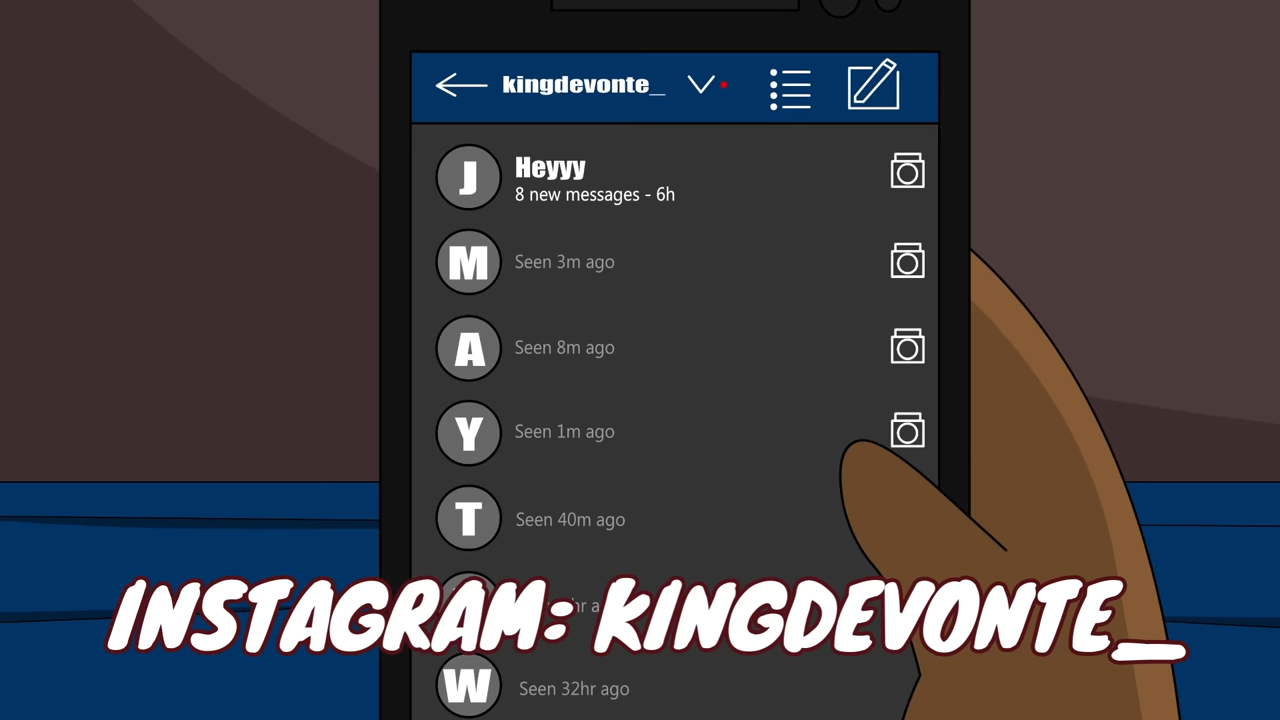 kingdevonte_
J
Heyyy
8 new messages - 6h
M
Seen 3m ago
A
Seen 8m ago
Y
Seen 1m ago
T
Seen 40m ago
INSTAGRAM: KINGDEVONTE_
W
Seen 32hr ago